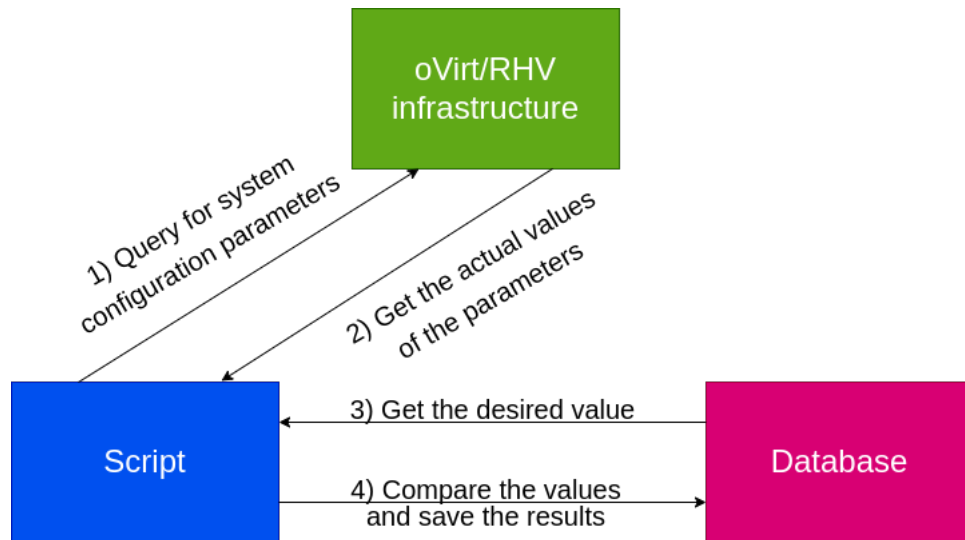 oVirt/RHV
infrastructure
1) Query for system
configuration parameters
2) Get the actual values
of the parameters
3) Get the desired value
Script
Database
4) Compare the values
and save the results